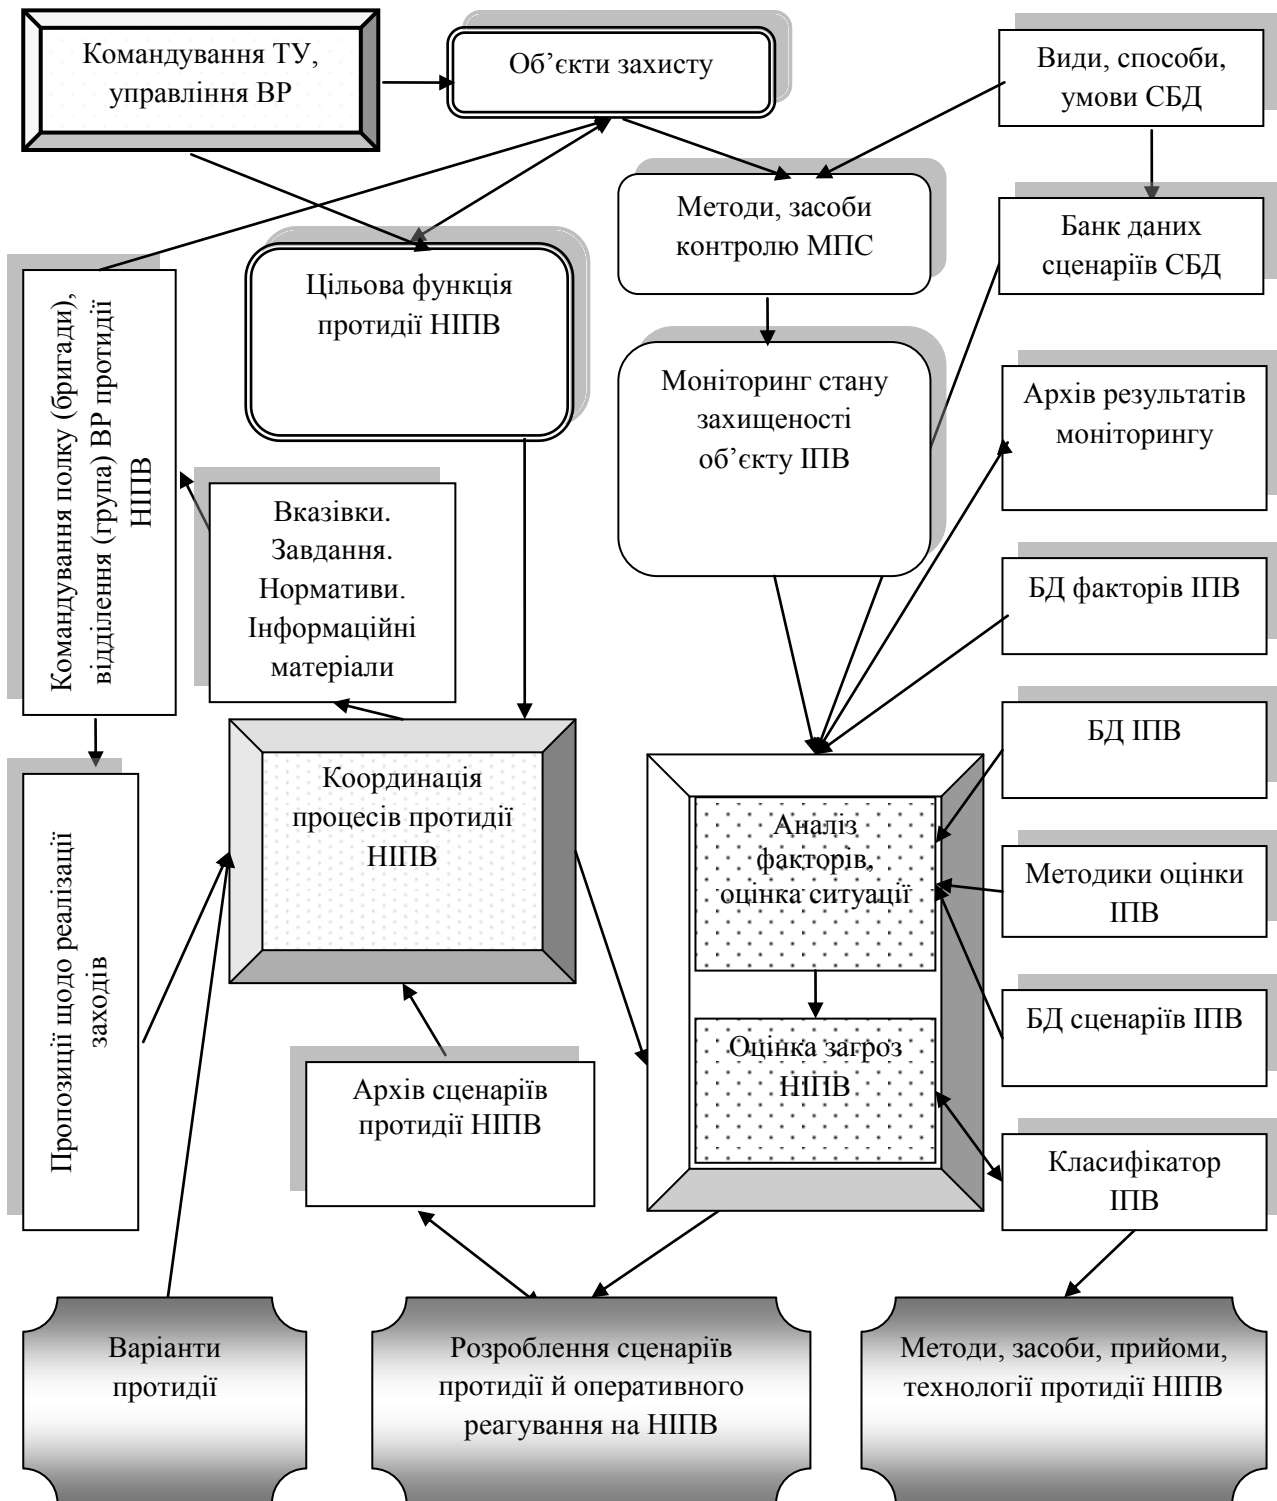 Командування ТУ,
управління ВР
Об’єкти захисту
Види, способи,
умови СБД
Методи, засоби
контролю МПС
Банк даних
сценаріїв СБД
Цільова функція
протидії НІПВ
Командування полку (бригади),
відділення (група) ВР протидії
НІПВ
Моніторинг стану
захищеності
об’єкту ІПВ
Архів результатів
моніторингу
Вказівки.
Завдання.
Нормативи.
Інформаційні
матеріали
БД факторів ІПВ
БД ІПВ
Координація
процесів протидії
НІПВ
Аналіз
факторів,
оцінка ситуації
Методики оцінки
ІПВ
Пропозиції щодо реалізації
заходів
БД сценаріїв ІПВ
Оцінка загроз
НІПВ
Архів сценаріїв
протидії НІПВ
Класифікатор
ІПВ
Варіанти
протидії
Розроблення сценаріїв
протидії й оперативного
реагування на НІПВ
Методи, засоби, прийоми,
технології протидії НІПВ